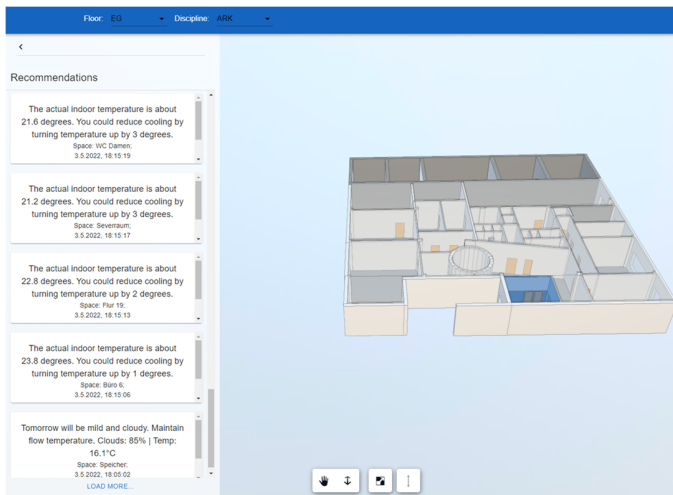 Floor: EG Discipline: ARK
Recommendations
The actual indoor temperature is about
21.6 degrees. You could reduce cooling by
turning temperature up by 3 degrees.
Space: WC Damen;
3.5.2022, 18:15:19
The actual indoor temperature is about
21.2 degrees. You could reduce cooling by
turning temperature up by 3 degrees.
Space: Severraum;
3.5.2022, 18:15:17
The actual indoor temperature is about
22.8 degrees. You could reduce cooling by
turning temperature up by 2 degrees.
Space: Flur 19;
3.5.2022, 18:15:13
The actual indoor temperature is about
23.8 degrees. You could reduce cooling by
turning temperature up by 1 degrees.
Space: Büro 6;
3.5.2022, 18:15:06
Tomorrow will be mild and cloudy. Maintain
flow temperature. Clouds: 85% | Temp:
16.1°C
Space: Speicher;
3.5.2022, 18:05:02
LOAD MORE...